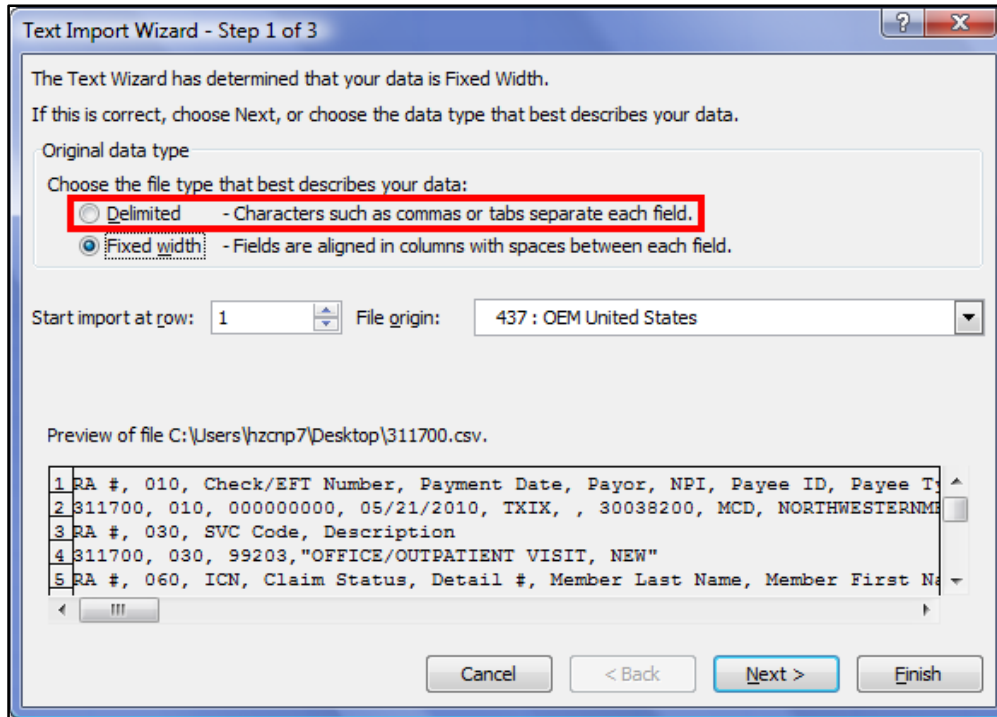 Text Import Wizard - Step 1 of 3
The Text Wizard has determined that your data is Fixed Width.
If this is correct, choose Next, or choose the data type that best describes your data.
Original data type
Choose the file type that best describes your data:
Delimited - Characters such as commas or tabs separate each field.
Fixed width - Fields are aligned in columns with spaces between each field.
Start import at row: 1 File origin: 437 : OEM United States
Preview of file C:\Users\hzcnp7\Desktop\311700.csv.
1 RA #, 010, Check/EFT Number, Payment Date, Payor, NPI, Payee ID, Payee Ty
2 311700, 010, 000000000, 05/21/2010, TXIX, , 30038200, MCD, NORTHWESTERNME
3 RA #, 030, SVC Code, Description
4 311700, 030, 99203,"OFFICE/OUTPATIENT VISIT, NEW"
5 RA #, 060, ICN, Claim Status, Detail #, Member Last Name, Member First Na
Cancel < Back Next > Finish